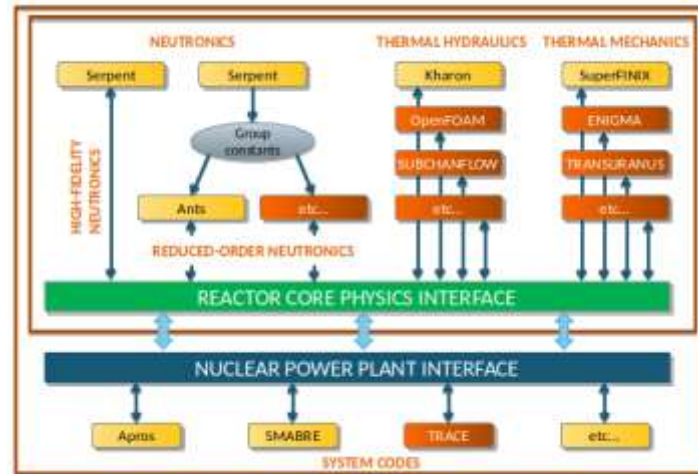 NEUTRONICS
THERMAL HYDRAULICS
THERMAL MECHANICS
Serpent
Serpent
Kharon
SuperFINIX
HIGH-FIDELITY
NEUTRONICS
Group
constants
OpenFOAM
ENIGMA
SUBCHANFLOW
TRANSURANUS
Ants
etc...
etc...
etc...
REDUCED-ORDER NEUTRONICS
REACTOR CORE PHYSICS INTERFACE
NUCLEAR POWER PLANT INTERFACE
Apros
SMABRE
TRACE
etc...
SYSTEM CODES